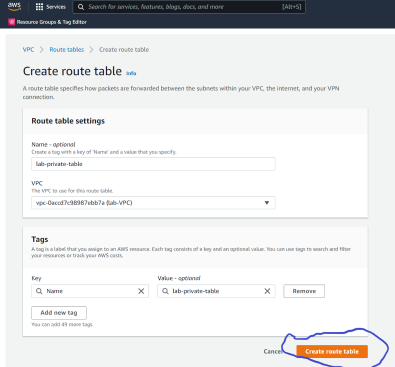 aws
Services
Search for services, features, blogs, docs, and more
[Alt+S]
Resource Groups & Tag Editor
VPC > Route tables > Create route table
Create route table Info
A route table specifies how packets are forwarded between the subnets within your VPC, the internet, and your VPN
connection.
Route table settings
Name - optional
Create a tag with a key of 'Name' and a value that you specify.
lab-private-table
VPC
The VPC to use for this route table.
vpc-0accd7c98987ebb7a (lab-VPC)
Tags
A tag is a label that you assign to an AWS resource. Each tag consists of a key and an optional value. You can use tags to search and filter
your resources or track your AWS costs.
Key
Value - optional
Name
lab-private-table
Remove
Add new tag
You can add 49 more tags.
Cancel
Create route table